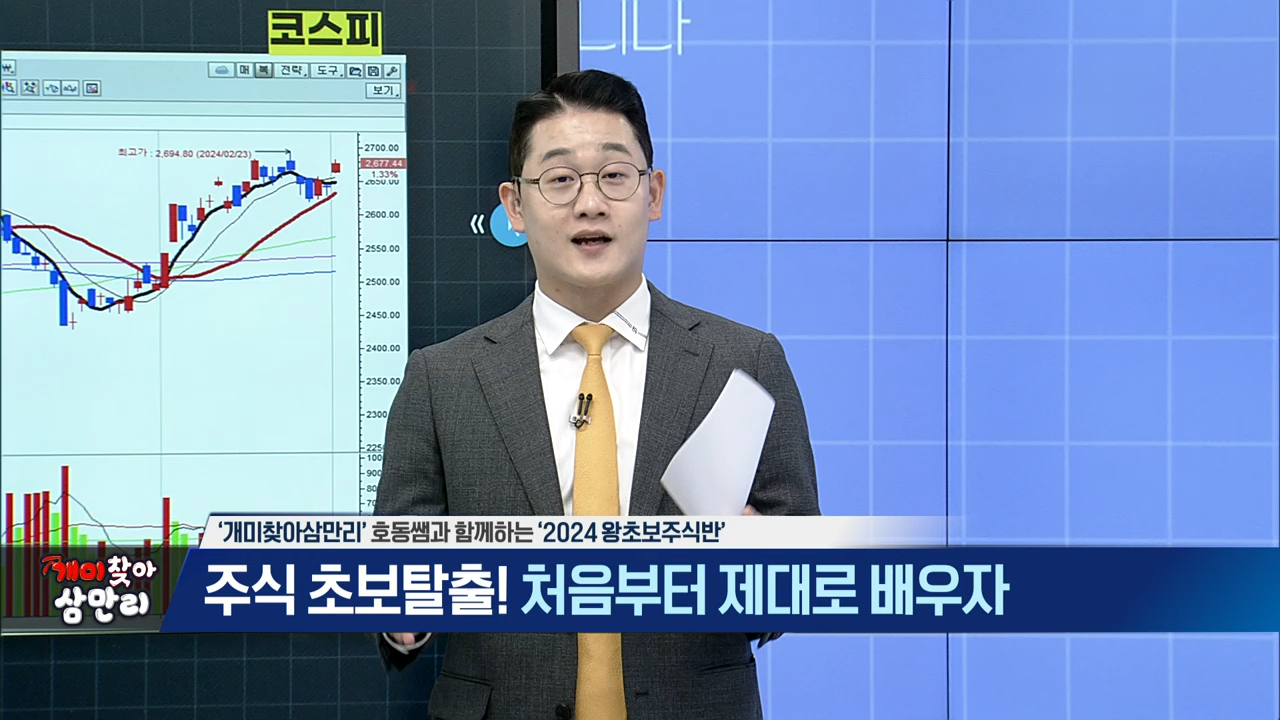 코스피
니다
매 복 전략 도구
보기
최고가 : 2,694.80 (2024/02/23)
2700.00
2,677.44
1.33%
2650.00
2600.00
2550.00
2500.00
2450.00
2400.00
2350.00
‘개미찾아삼만리’ 호동쌤과 함께하는 ‘2024 왕초보주식반’
개미찾아
삼만리
주식 초보탈출! 처음부터 제대로 배우자